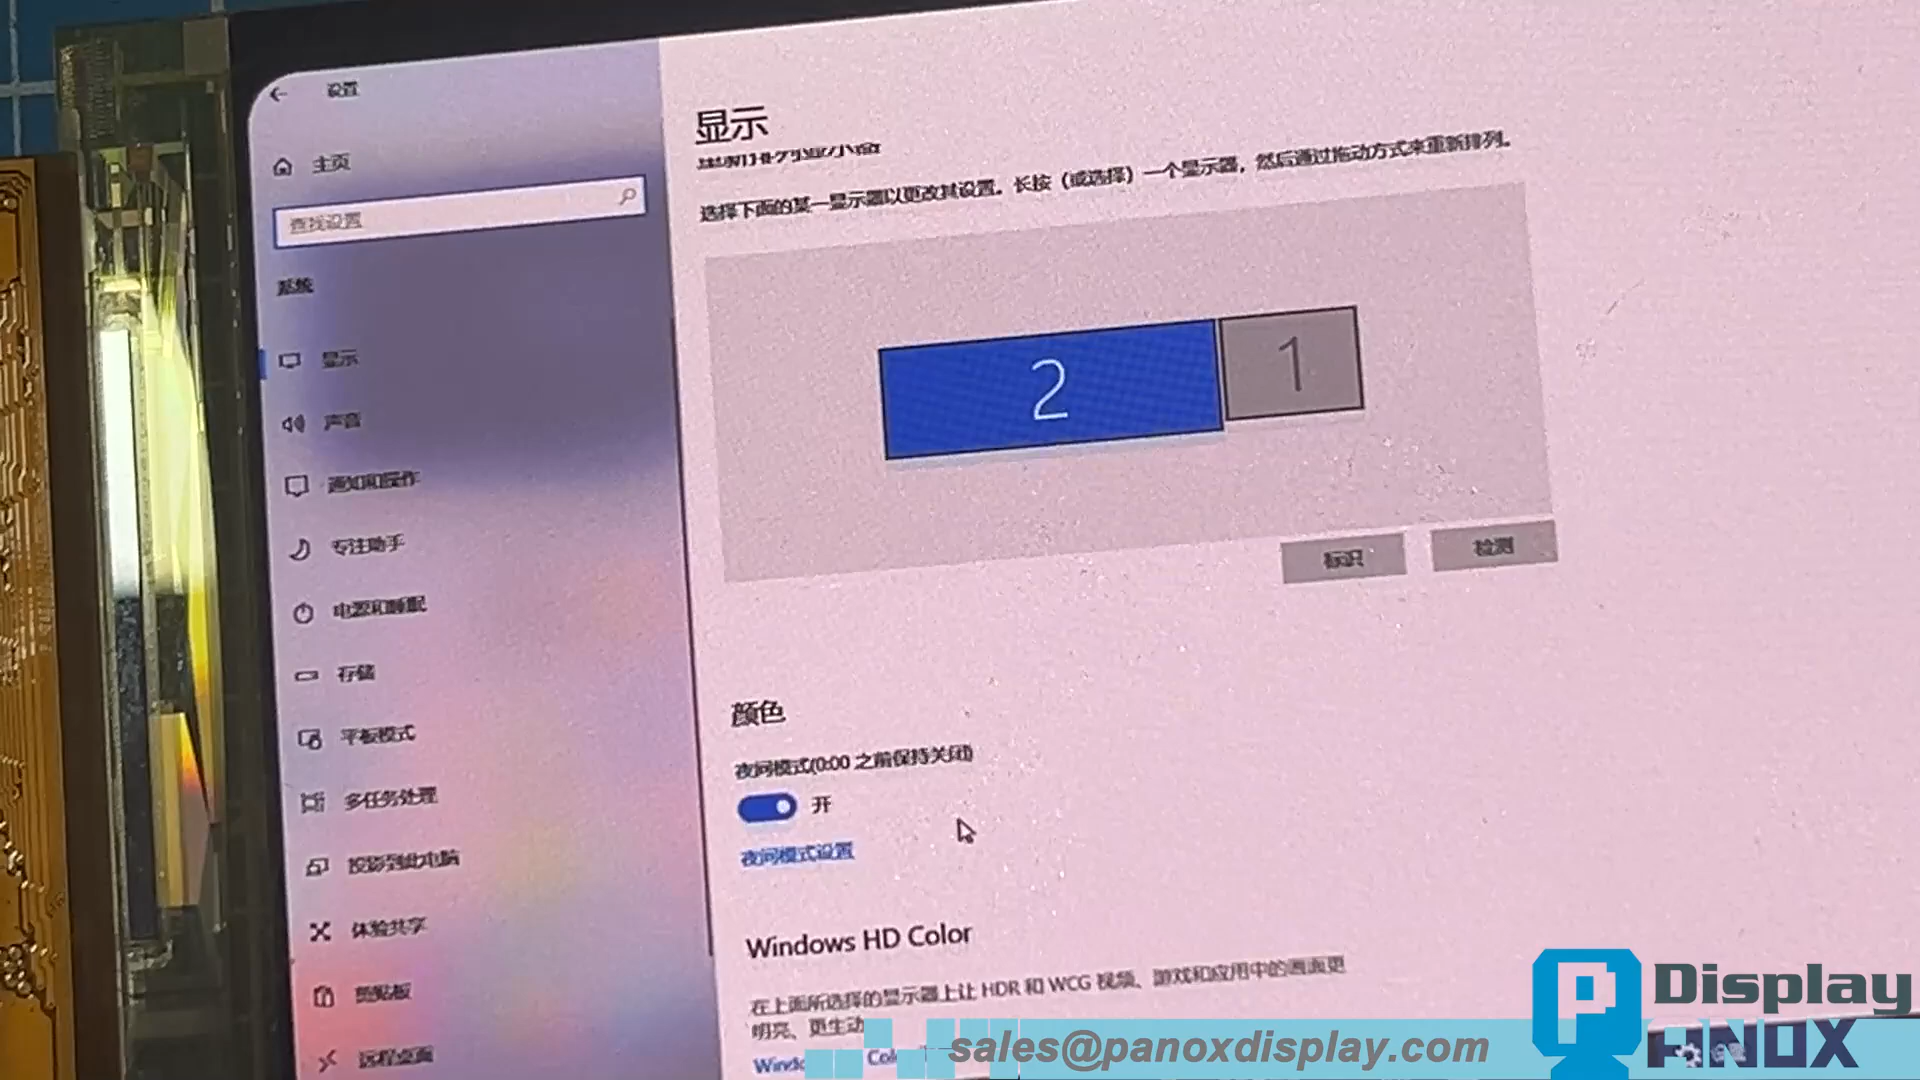 设置
主页
查找设置
系统
显示
声音
通知和操作
专注助手
电源和睡眠
存储
平板模式
多任务处理
投影到此电脑
体验共享
剪贴板
远程桌面
显示
选择下面的某一显示器以更改其设置。长按（或选择）一个显示器，然后通过拖动方式来重新排列。
2
1
标识
检测
颜色
夜间模式(0:00 之前保持关闭)
开
夜间模式设置
Windows HD Color
在上面所选择的显示器上让 HDR 和 WCG 视频、游戏和应用中的画面更
明亮、更生动
sales@panoxdisplay.com
Display
PANOX